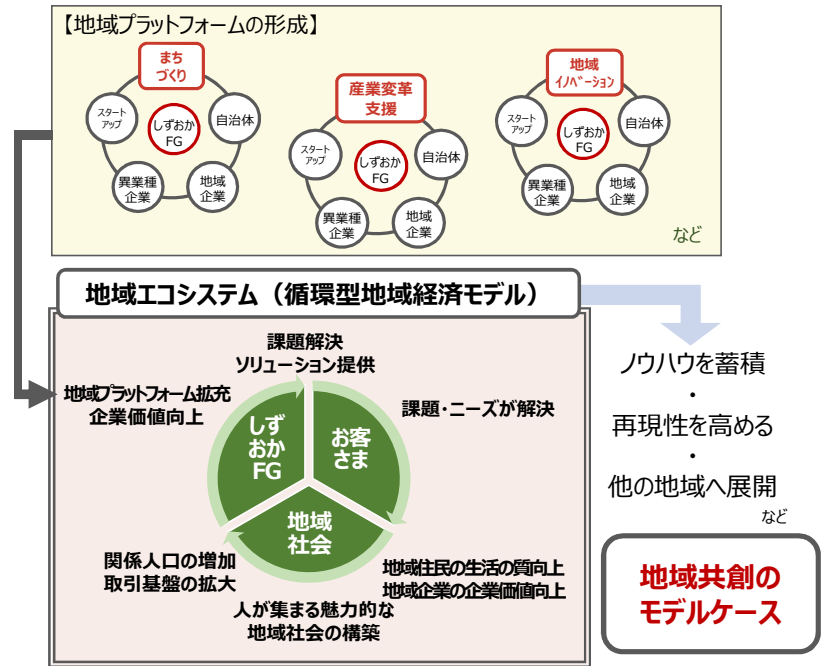 【地域プラットフォームの形成】
まち
づくり
スタート
アップ
しずおか
FG
自治体
異業種
企業
地域
企業
産業変革
支援
スタート
アップ
しずおか
FG
自治体
異業種
企業
地域
企業
地域
ｲﾉﾍﾞｰｼｮﾝ
スタート
アップ
しずおか
FG
自治体
異業種
企業
地域
企業
など
地域エコシステム（循環型地域経済モデル）
課題解決
ソリューション提供
地域プラットフォーム拡充
企業価値向上
課題・ニーズが解決
しず
おか
FG
お客
さま
地域
社会
関係人口の増加
取引基盤の拡大
地域住民の生活の質向上
地域企業の企業価値向上
人が集まる魅力的な
地域社会の構築
ノウハウを蓄積
・
再現性を高める
・
他の地域へ展開
など
地域共創の
モデルケース